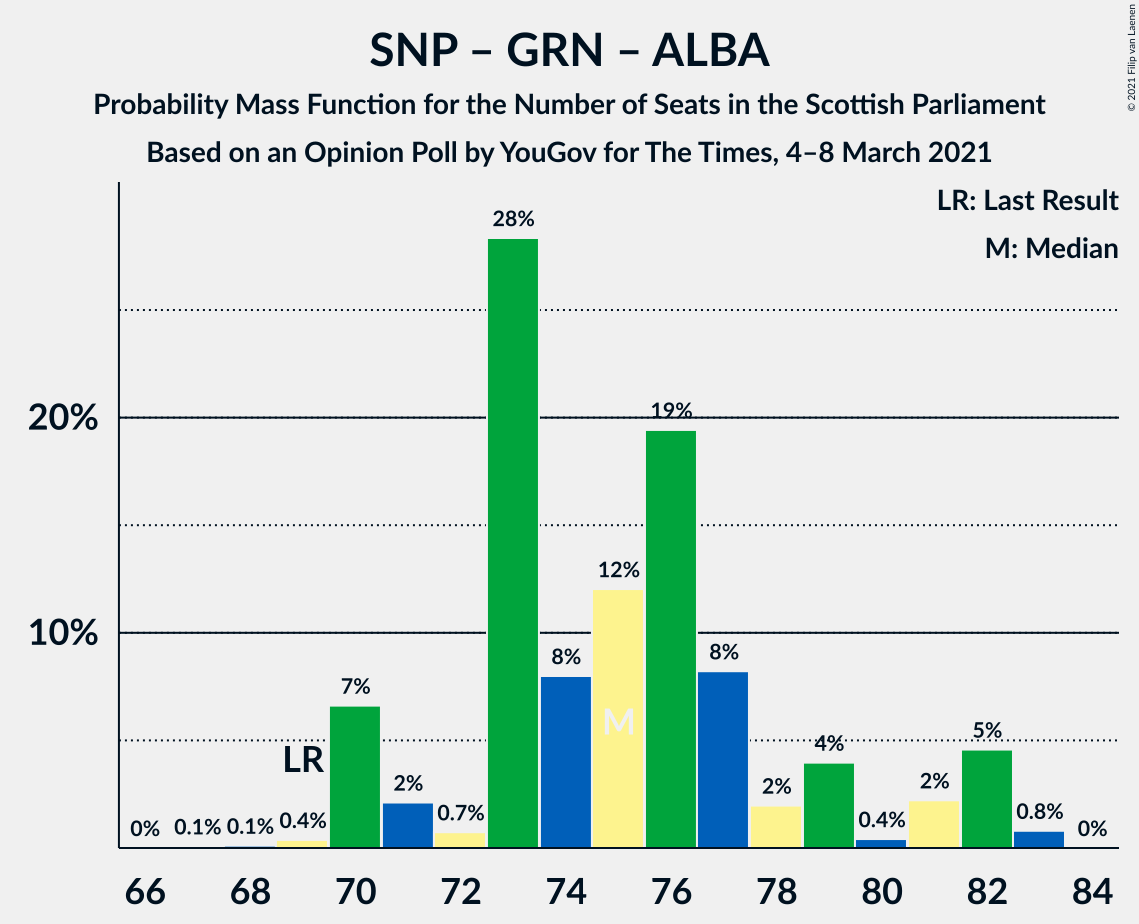 SNP – GRN – ALBA
Probability Mass Function for the Number of Seats in the Scottish Parliament
Based on an Opinion Poll by YouGov for The Times, 4–8 March 2021
© 2021 Filip van Laenen
LR: Last Result
M: Median
28%
20%
19%
12%
10%
8%
8%
7%
M
5%
4%
LR
2%
2%
2%
0.7%
0.8%
0.4%
0.4%
0%
0.1%
0.1%
0%
66 68 70 72 74 76 78 80 82 84